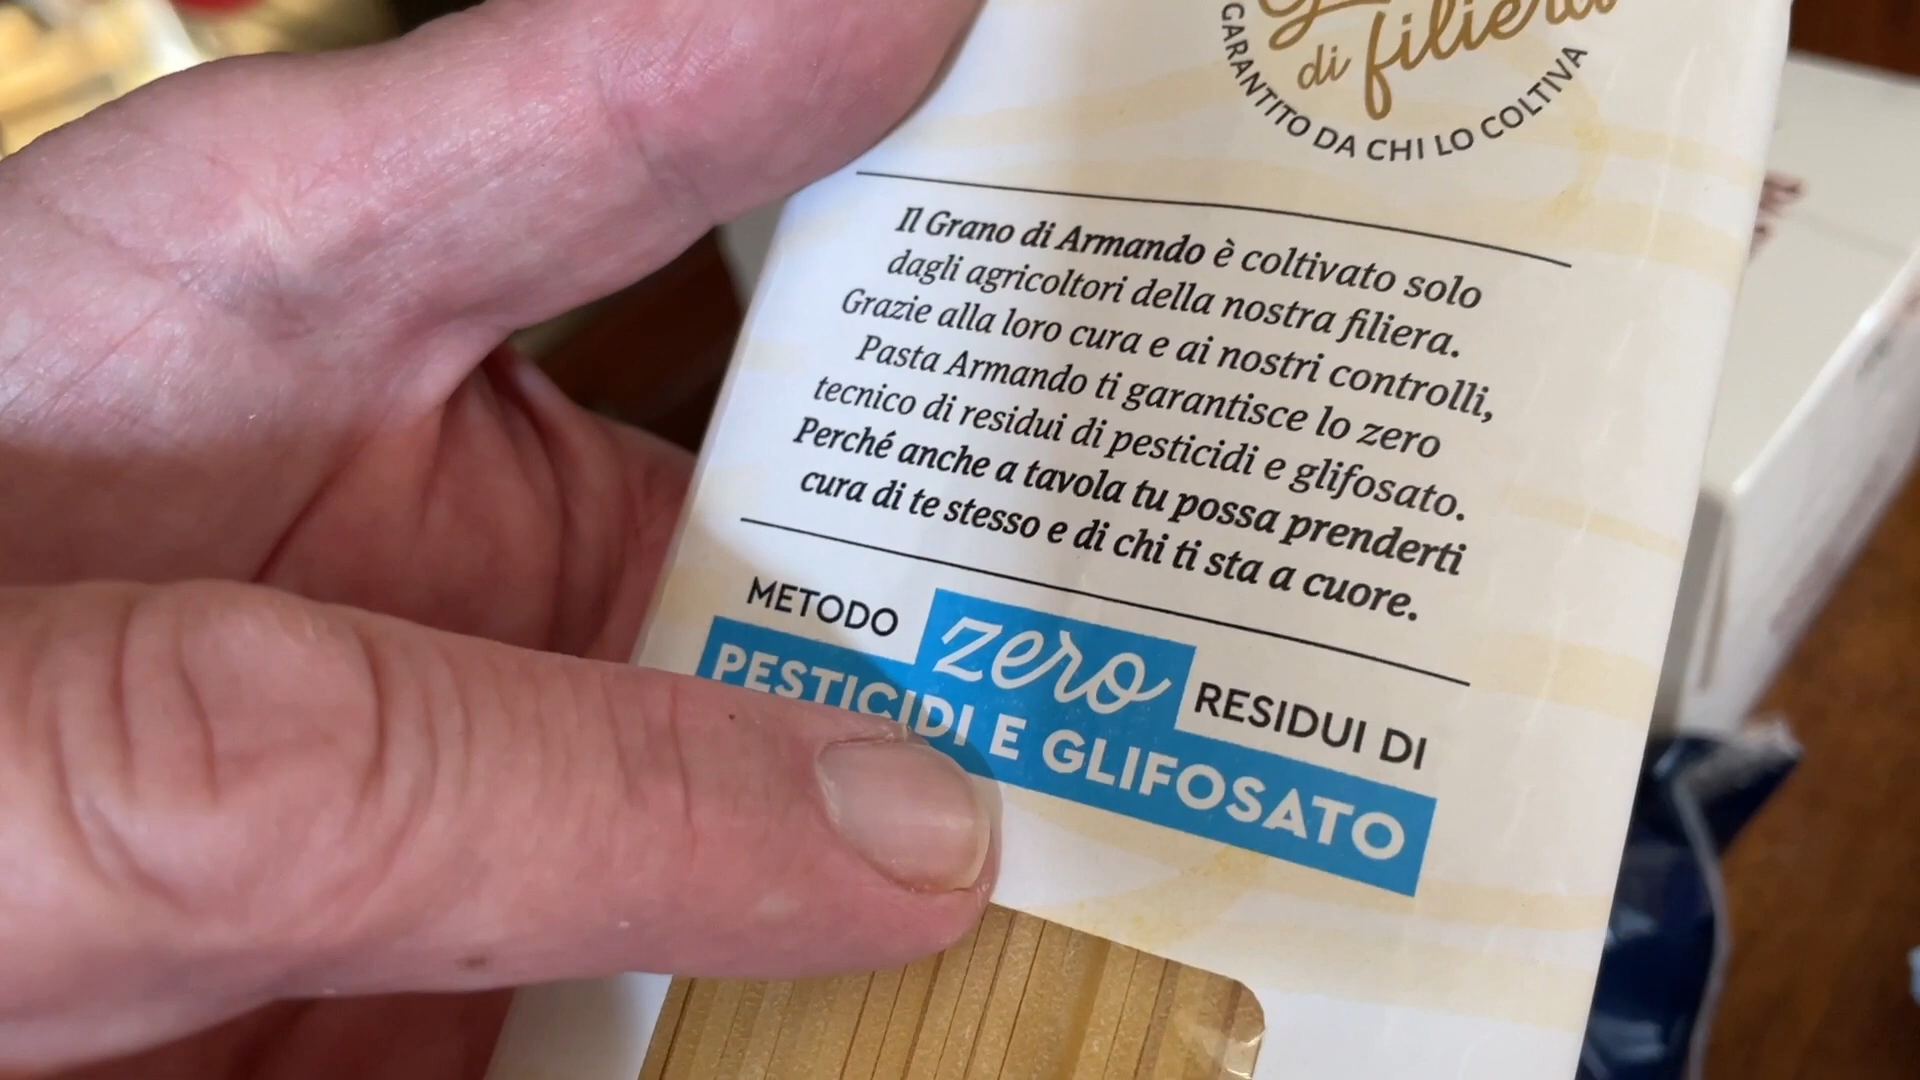 di filiera
GARANTITO DA CHI LO COLTIVA
Il Grano di Armando è coltivato solo
dagli agricoltori della nostra filiera.
Grazie alla loro cura e ai nostri controlli,
Pasta Armando ti garantisce lo zero
tecnico di residui di pesticidi e glifosato.
Perché anche a tavola tu possa prenderti
cura di te stesso e di chi ti sta a cuore.
METODO zero RESIDUI DI
PESTICIDI E GLIFOSATO